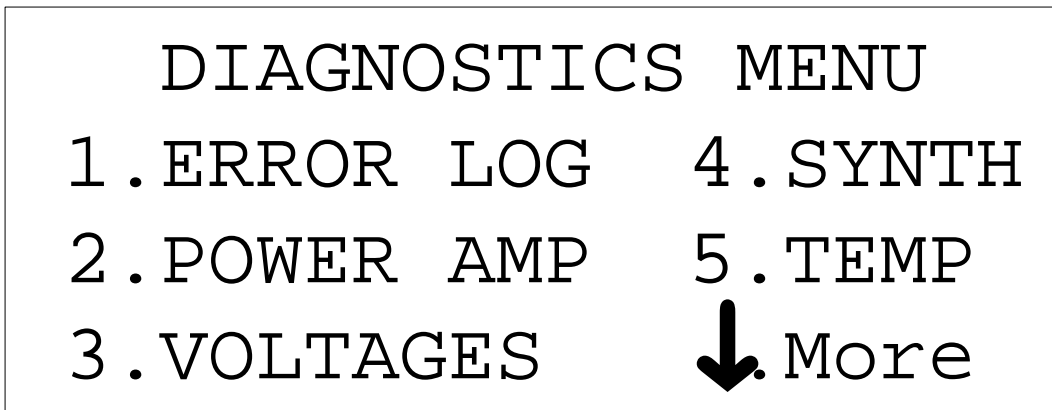 DIAGNOSTICS MENU
1.ERROR LOG 4.SYNTH
2.POWER AMP 5.TEMP
3.VOLTAGES ↓.More